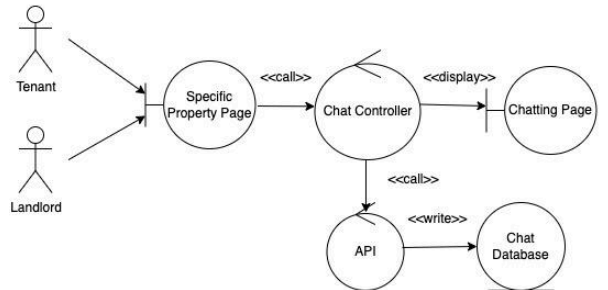 Tenant
Landlord
Specific
Property Page
<<call>>
Chat Controller
<<display>>
Chatting Page
<<call>>
API
<<write>>
Chat
Database